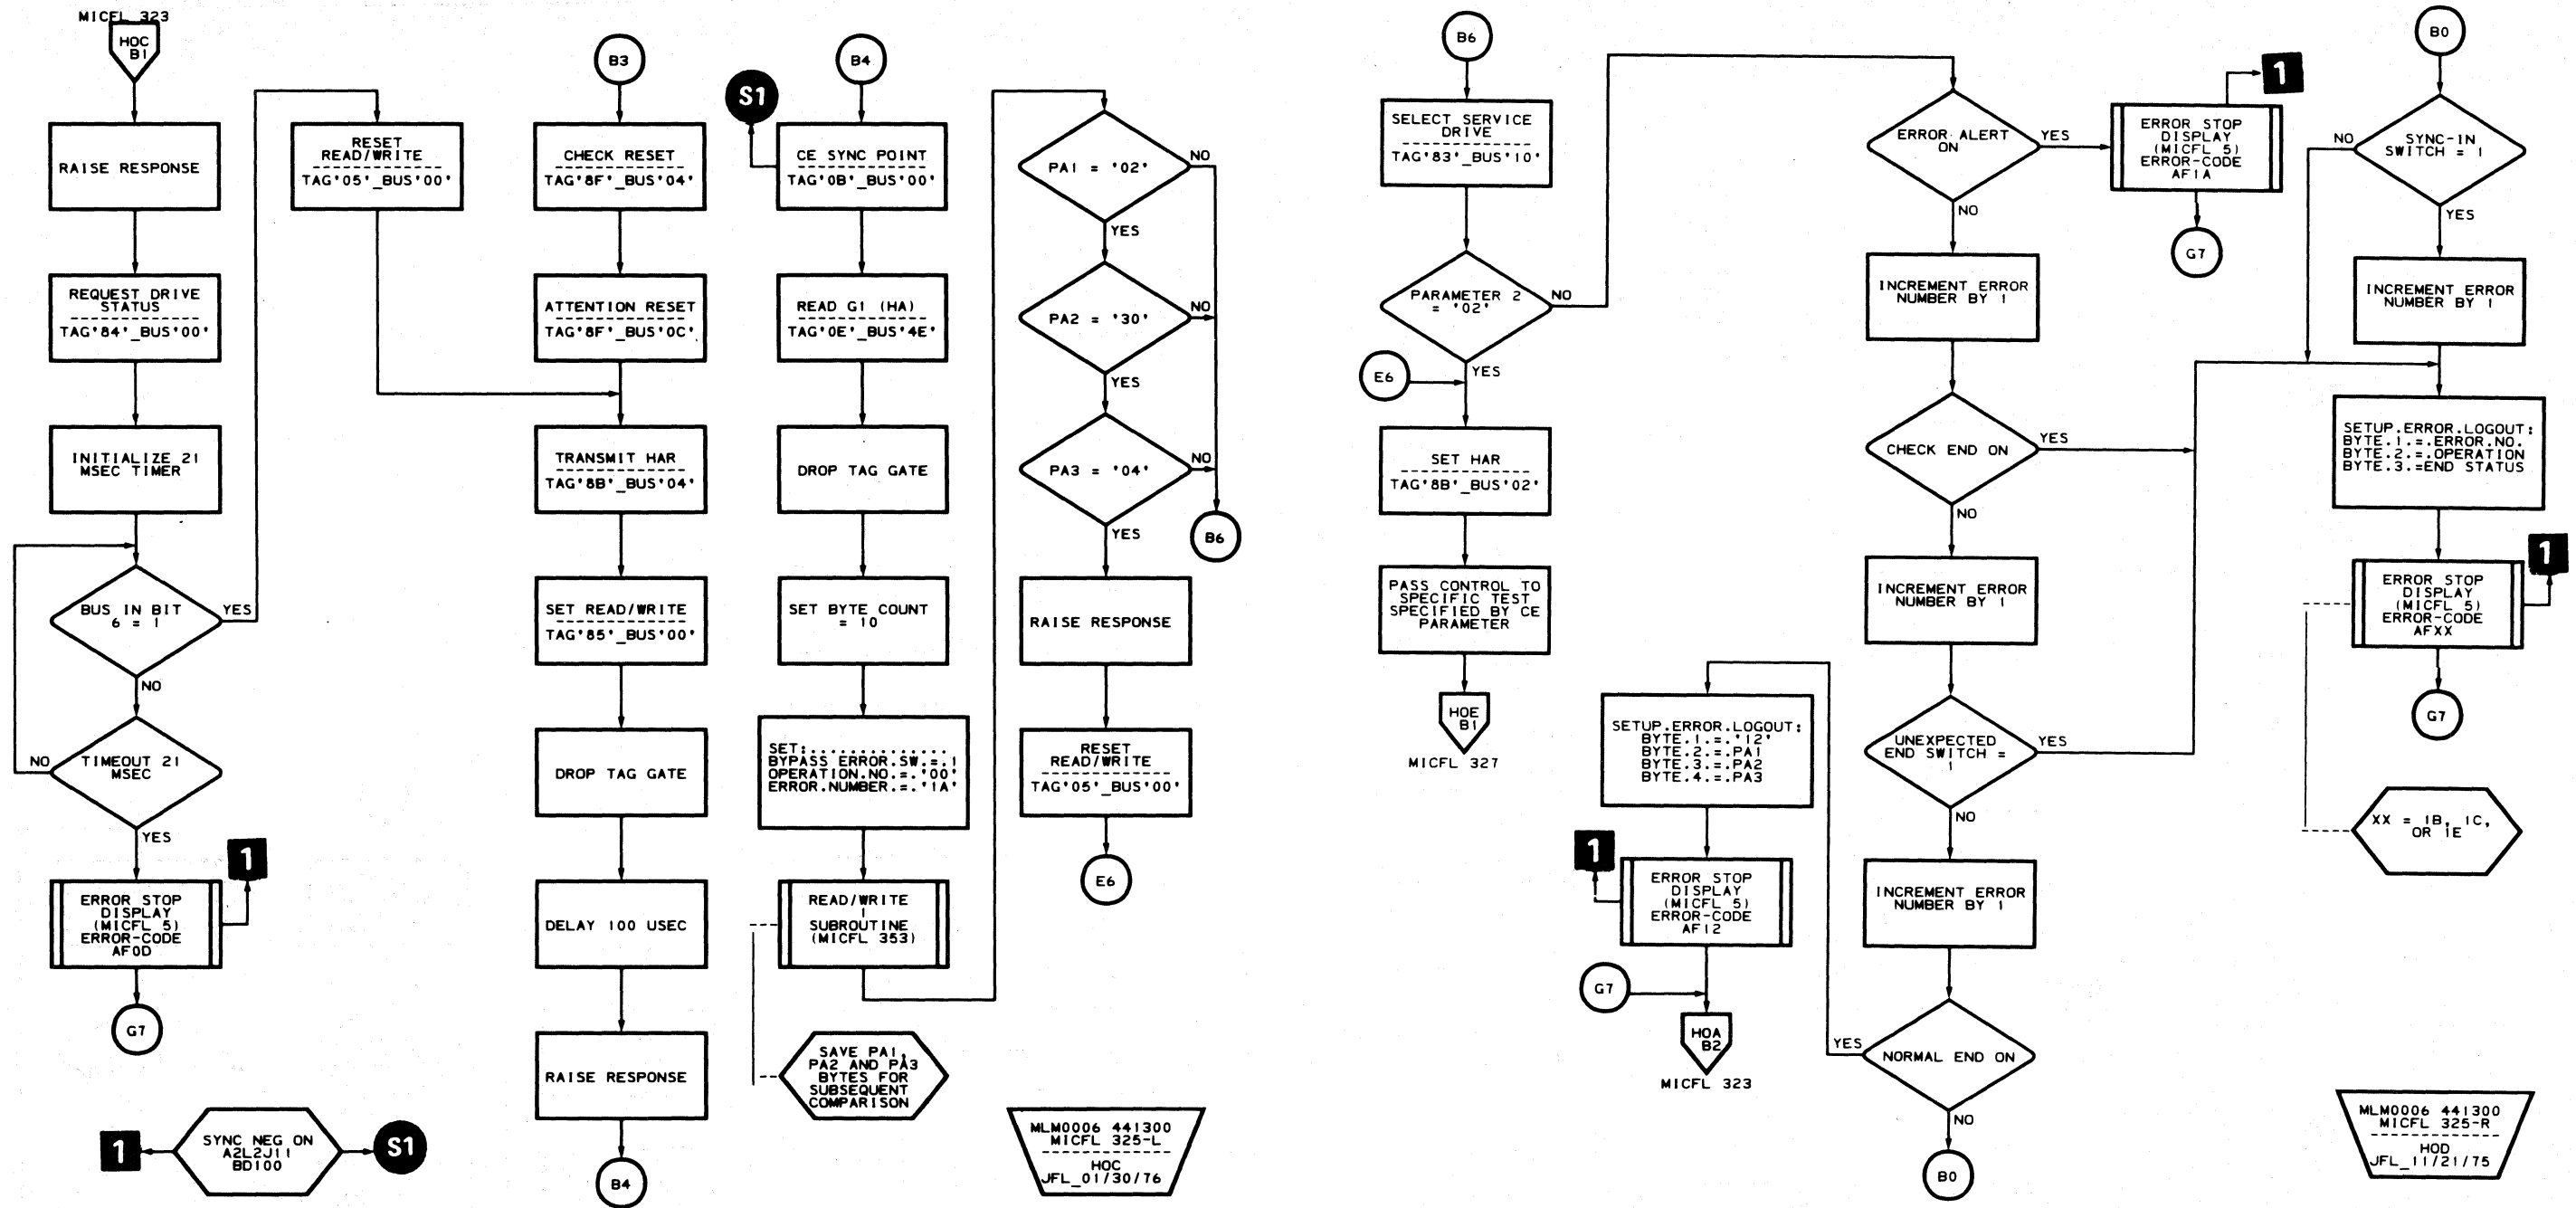 MICFL 323
HOC
B1
RAISE RESPONSE
REQUEST DRIVE
STATUS
TAG'84'_BUS'00'
INITIALIZE 21
MSEC TIMER
BUS IN BIT
6 = 1
YES
NO
TIMEOUT 21
MSEC
NO
YES
ERROR STOP
DISPLAY
(MICFL 5)
ERROR-CODE
AF0D
1
G7
1
SYNC NEG ON
A2L2J11
BD100
S1
RESET
READ/WRITE
TAG'05'_BUS'00'
B3
CHECK RESET
TAG'8F'_BUS'04'
ATTENTION RESET
TAG'8F'_BUS'0C'
TRANSMIT HAR
TAG'8B'_BUS'04'
SET READ/WRITE
TAG'85'_BUS'00'
DROP TAG GATE
DELAY 100 USEC
RAISE RESPONSE
B4
B4
S1
CE SYNC POINT
TAG'0B'_BUS'00'
READ G1 (HA)
TAG'0E'_BUS'4E'
DROP TAG GATE
SET BYTE COUNT
= 10
SET:...............
BYPASS ERROR.SW.=.1
OPERATION.NO.=.'00'
ERROR.NUMBER.=.'1A'
READ/WRITE
1
SUBROUTINE
(MICFL 353)
SAVE PA1,
PA2 AND PA3
BYTES FOR
SUBSEQUENT
COMPARISON
PA1 = '02'
NO
YES
PA2 = '30'
NO
YES
PA3 = '04'
NO
YES
B6
RAISE RESPONSE
RESET
READ/WRITE
TAG'05'_BUS'00'
E6
MLM0006 441300
MICFL 325-L
HOC
JFL_01/30/76
B6
SELECT SERVICE
DRIVE
TAG'83'_BUS'10'
PARAMETER 2
= '02'
NO
YES
E6
SET HAR
TAG'8B'_BUS'02'
PASS CONTROL TO
SPECIFIC TEST
SPECIFIED BY CE
PARAMETER
HOE
B1
MICFL 327
SETUP.ERROR.LOGOUT:
BYTE.1.=.'12'
BYTE.2.=.PA1
BYTE.3.=.PA2
BYTE.4.=.PA3
1
ERROR STOP
DISPLAY
(MICFL 5)
ERROR-CODE
AF12
G7
HOA
B2
MICFL 323
ERROR ALERT
ON
YES
NO
INCREMENT ERROR
NUMBER BY 1
CHECK END ON
YES
NO
INCREMENT ERROR
NUMBER BY 1
UNEXPECTED
END SWITCH =
1
YES
NO
INCREMENT ERROR
NUMBER BY 1
NORMAL END ON
YES
NO
B0
1
ERROR STOP
DISPLAY
(MICFL 5)
ERROR-CODE
AF1A
G7
B0
SYNC-IN
SWITCH = 1
NO
YES
INCREMENT ERROR
NUMBER BY 1
SETUP.ERROR.LOGOUT:
BYTE.1.=.ERROR.NO.
BYTE.2.=.OPERATION
BYTE.3.=END STATUS
1
ERROR STOP
DISPLAY
(MICFL 5)
ERROR-CODE
AFXX
G7
XX = 1B, 1C,
OR 1E
MLM0006 441300
MICFL 325-R
HOD
JFL_11/21/75